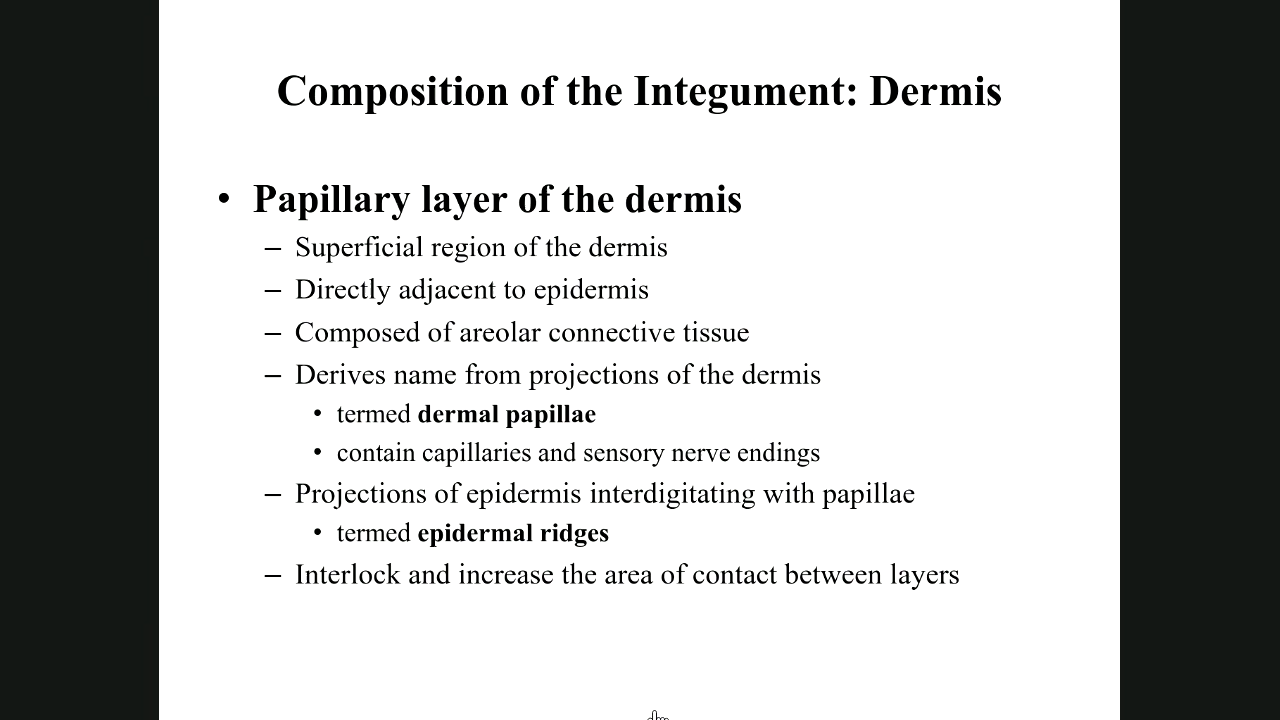 Composition of the Integument: Dermis
• Papillary layer of the dermis
– Superficial region of the dermis
– Directly adjacent to epidermis
– Composed of areolar connective tissue
– Derives name from projections of the dermis
• termed dermal papillae
• contain capillaries and sensory nerve endings
– Projections of epidermis interdigitating with papillae
• termed epidermal ridges
– Interlock and increase the area of contact between layers